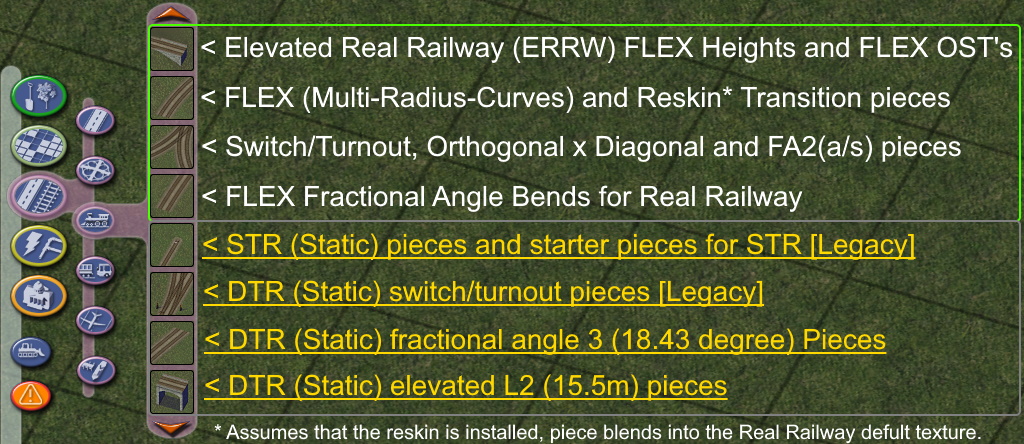 < Elevated Real Railway (ERRW) FLEX Heights and FLEX OST's
< FLEX (Multi-Radius-Curves) and Reskin* Transition pieces
< Switch/Turnout, Orthogonal x Diagonal and FA2(a/s) pieces
< FLEX Fractional Angle Bends for Real Railway
< STR (Static) pieces and starter pieces for STR [Legacy]
< DTR (Static) switch/turnout pieces [Legacy]
< DTR (Static) fractional angle 3 (18.43 degree) Pieces
< DTR (Static) elevated L2 (15.5m) pieces
* Assumes that the reskin is installed, piece blends into the Real Railway defult texture.